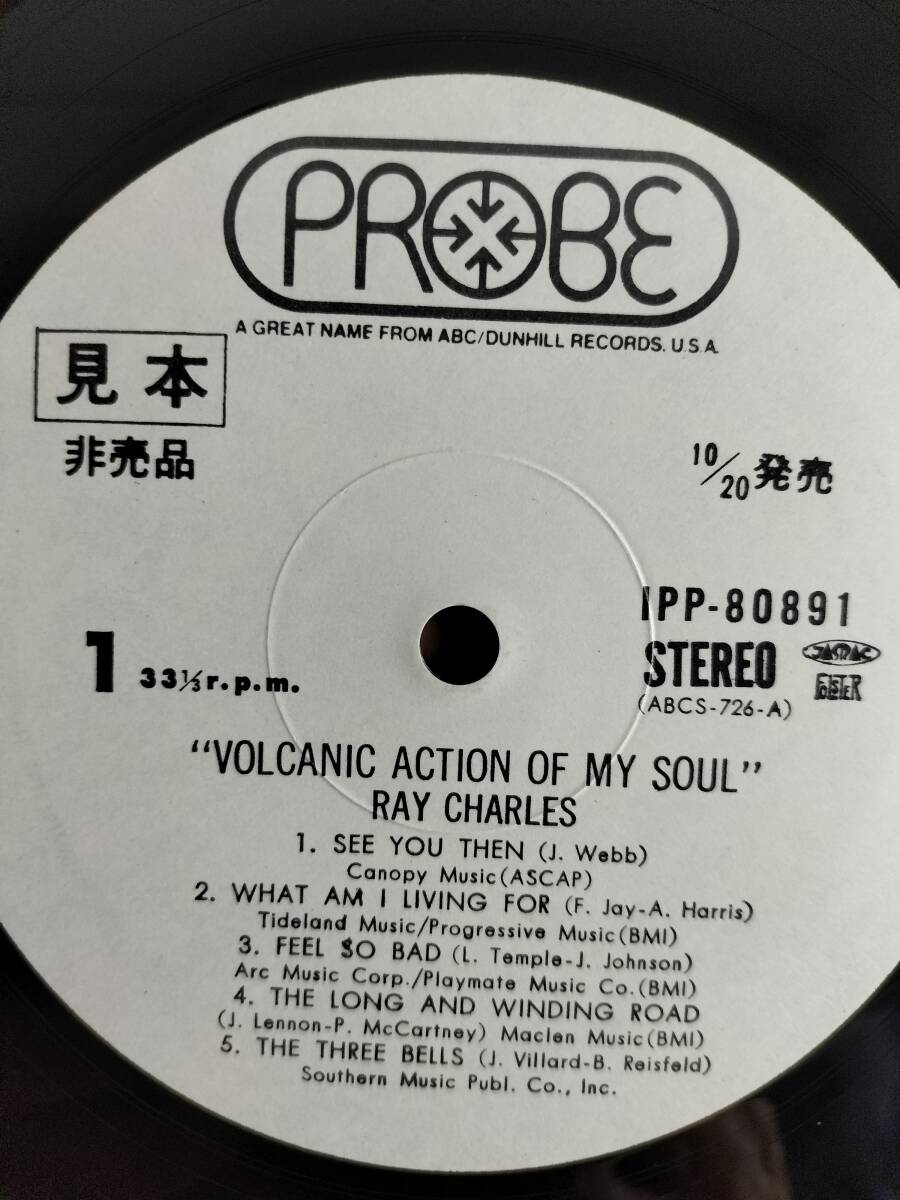 PROBE
A GREAT NAME FROM ABC/DUNHILL RECORDS. U.S.A.
見本
非売品
10/20発売
IPP-80891
1 33⅓r.p.m.
STEREO
JASRAC
(ABCS-726-A)
"VOLCANIC ACTION OF MY SOUL"
RAY CHARLES
1. SEE YOU THEN (J. Webb)
Canopy Music(ASCAP)
2. WHAT AM I LIVING FOR (F. Jay-A. Harris)
Tideland Music/Progressive Music(BMI)
3. FEEL SO BAD (L. Temple-J. Johnson)
Arc Music Corp./Playmate Music Co.(BMI)
4. THE LONG AND WINDING ROAD
(J. Lennon-P. McCartney) Maclen Music(BMI)
5. THE THREE BELLS (J. Villard-B. Reisfeld)
Southern Music Publ. Co., Inc.